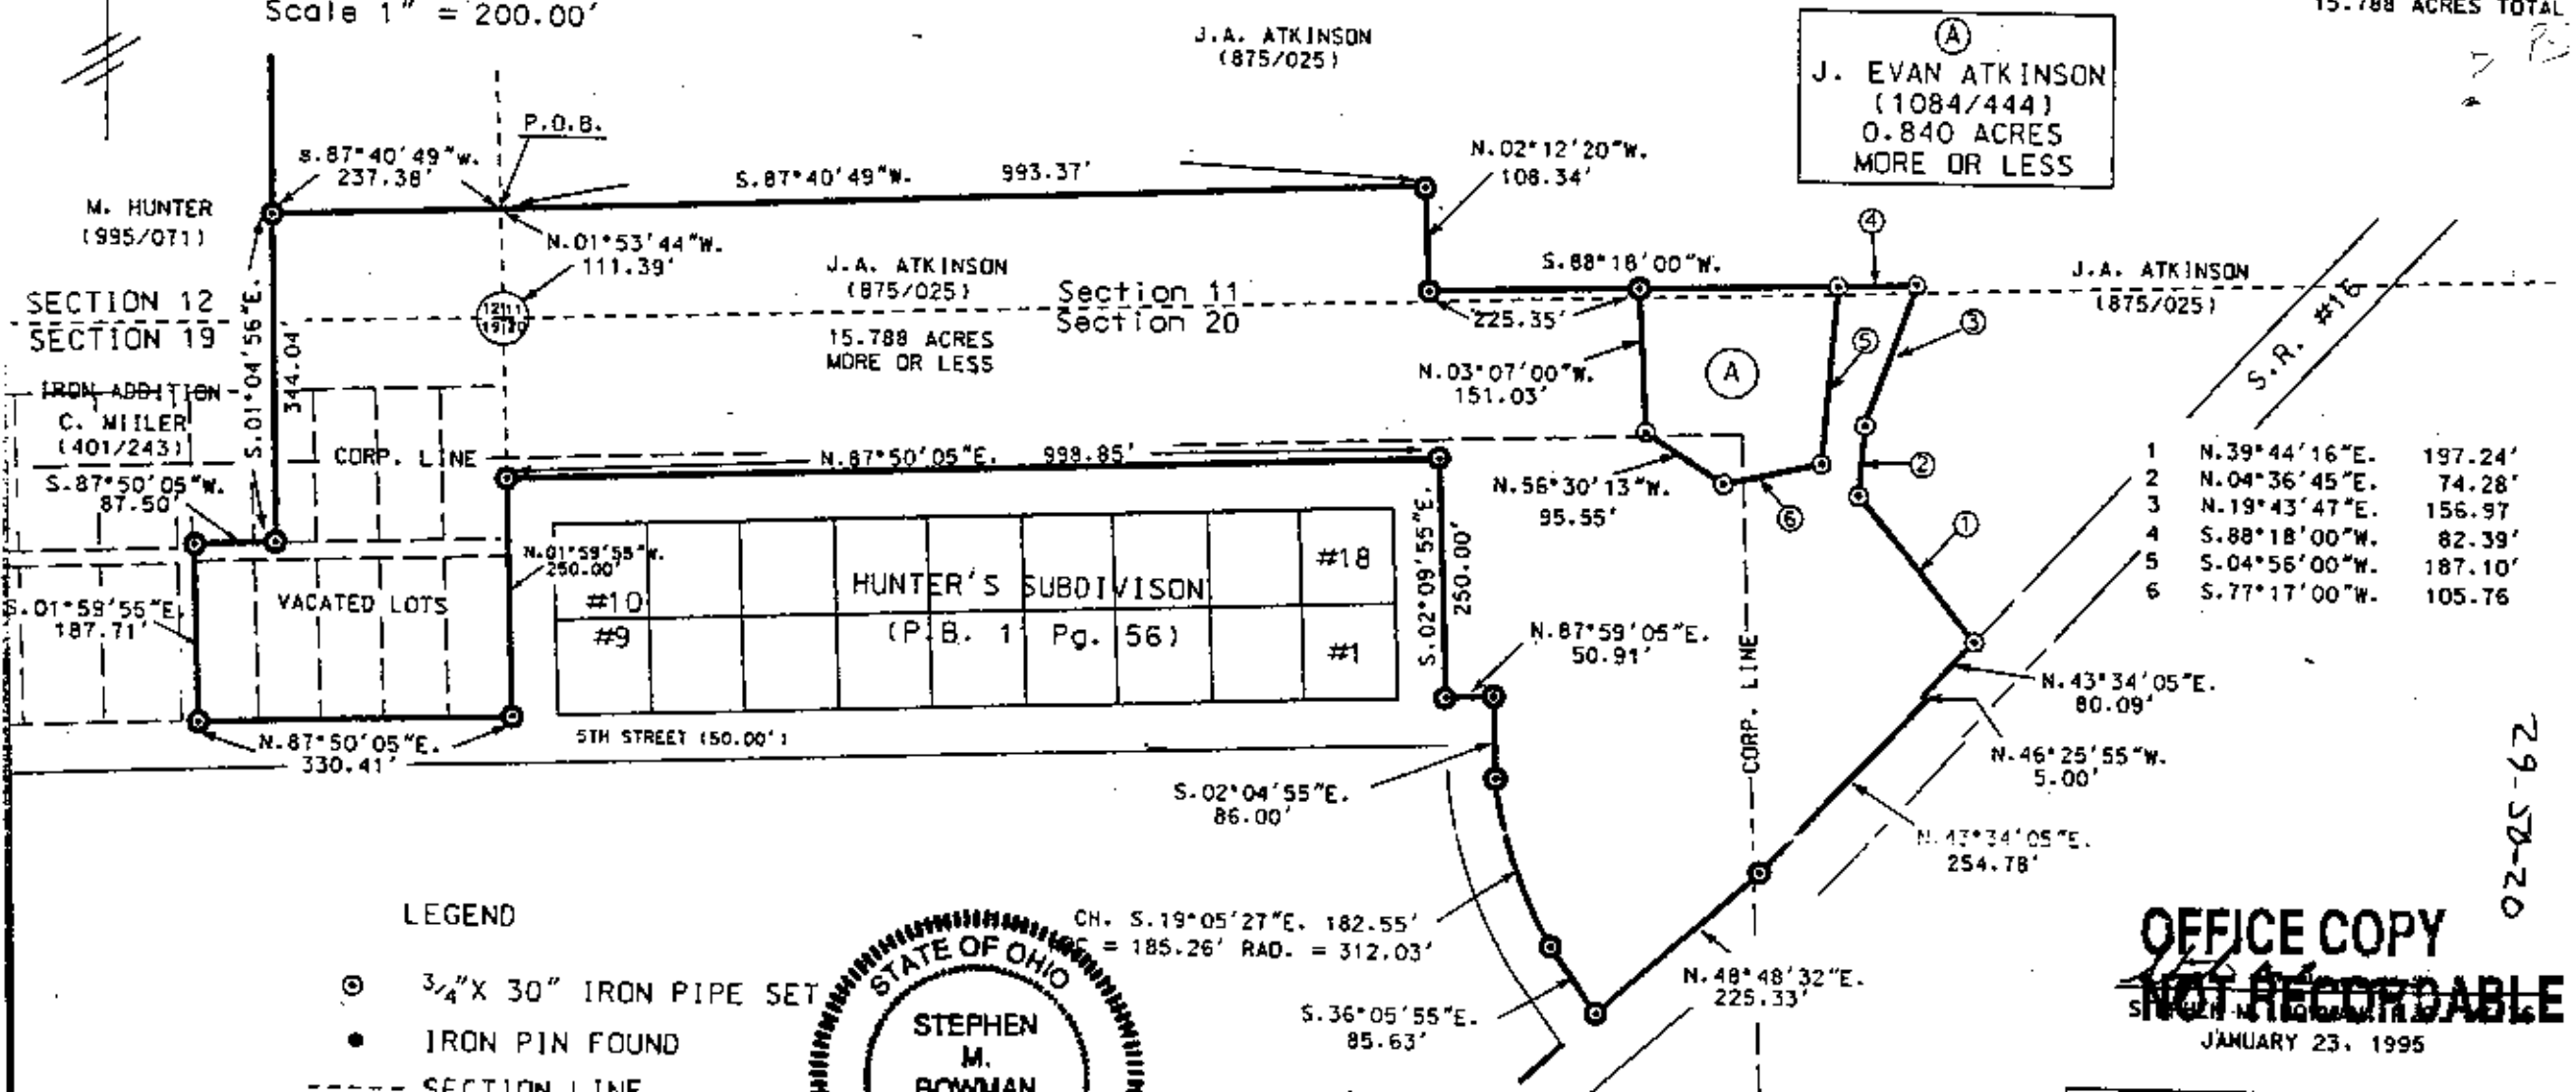 Scale 1" = 200.00'
15.788 ACRES TOTAL
J.A. ATKINSON
(875/025)
A
J. EVAN ATKINSON
(1084/444)
0.840 ACRES
MORE OR LESS
P.O.B.
S.87°40'49"W.
237.38'
S.87°40'49"W. 993.37'
N.02°12'20"W.
108.34'
M. HUNTER
(995/071)
N.01°53'44"W.
111.39'
J.A. ATKINSON
(875/025)
S.88°18'00"W.
225.35'
4
J.A. ATKINSON
(875/025)
S.R. #16
SECTION 12
SECTION 19
12 11
19 20
Section 11
Section 20
15.788 ACRES
MORE OR LESS
S.01°04'56"E.
344.04'
N.03°07'00"W.
151.03'
A
5
3
IRON ADDITION
C. MIILER
(401/243)
CORP. LINE
S.87°50'05"W.
87.50'
N.87°50'05"E. 998.85'
N.56°30'13"W.
95.55'
6
2
1
1 N.39°44'16"E. 197.24'
2 N.04°36'45"E. 74.28'
3 N.19°43'47"E. 156.97
4 S.88°18'00"W. 82.39'
5 S.04°56'00"W. 187.10'
6 S.77°17'00"W. 105.76
S.01°59'55"E.
187.71'
VACATED LOTS
N.01°59'55"W.
250.00'
#10
#9
HUNTER'S SUBDIVISON
(P.B. 1 Pg. 56)
#18
#1
S.02°09'55"E.
250.00'
N.87°59'05"E.
50.91'
CORP. LINE
N.43°34'05"E.
80.09'
N.87°50'05"E.
330.41'
5TH STREET (50.00')
S.02°04'55"E.
86.00'
N.46°25'55"W.
5.00'
N.43°34'05"E.
254.78'
02-05-62
LEGEND
3/4"X 30" IRON PIPE SET
IRON PIN FOUND
SECTION LINE
STATE OF OHIO
STEPHEN
M.
BOWMAN
CH. S.19°05'27"E. 182.55'
= 185.26' RAD. = 312.03'
S.36°05'55"E.
85.63'
N.48°48'32"E.
225.33'
OFFICE COPY
NOT RECORDABLE
JANUARY 23, 1995